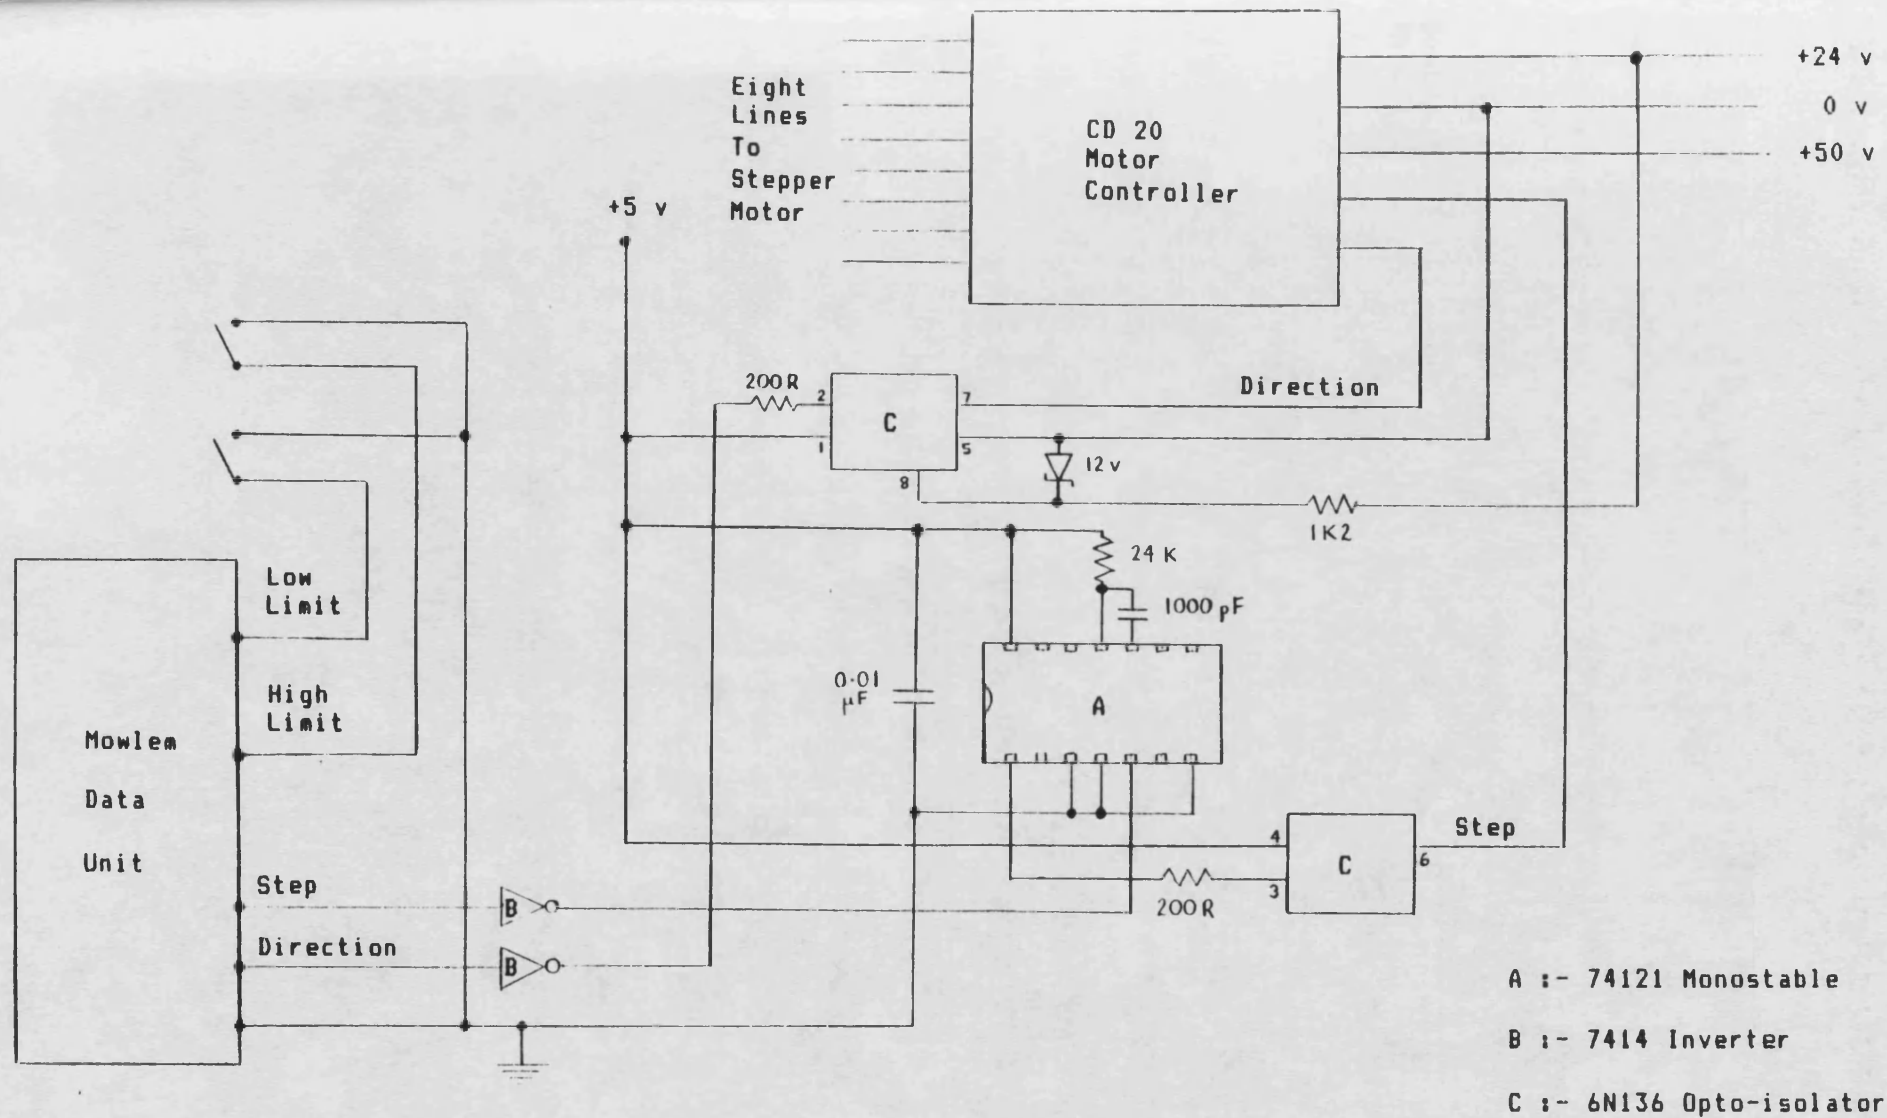 +24 v
0 v
+50 v
Eight
Lines
To
Stepper
Motor
CD 20
Motor
Controller
+5 v
200R
2
7
C
1
5
8
Direction
12 v
1K2
24 K
1000 pF
0·01
µF
A
Low
Limit
High
Limit
Mowlem
Data
Unit
Step
Direction
B
B
4
3
C
6
Step
200R
A :- 74121 Monostable
B :- 7414 Inverter
C :- 6N136 Opto-isolator